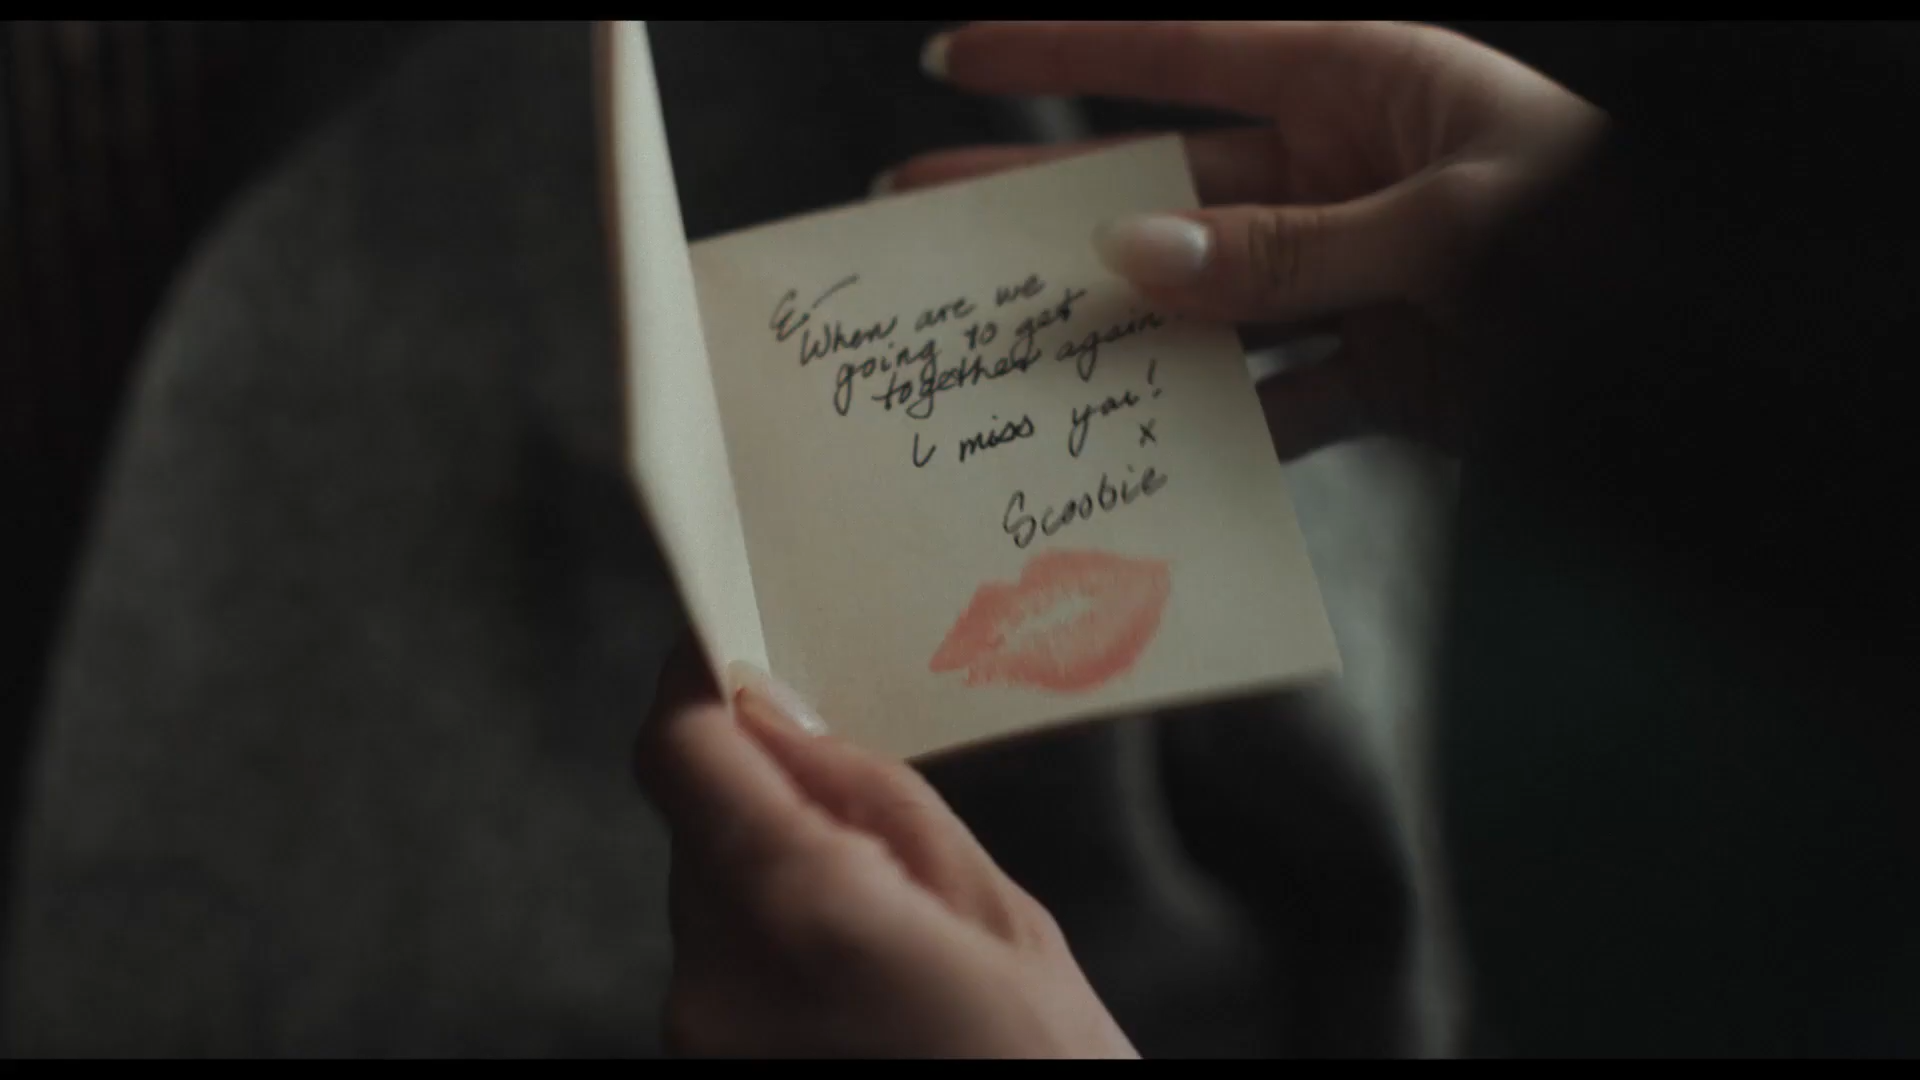 E—
When are we
going to get
together again
I miss you!
x
Scoobie